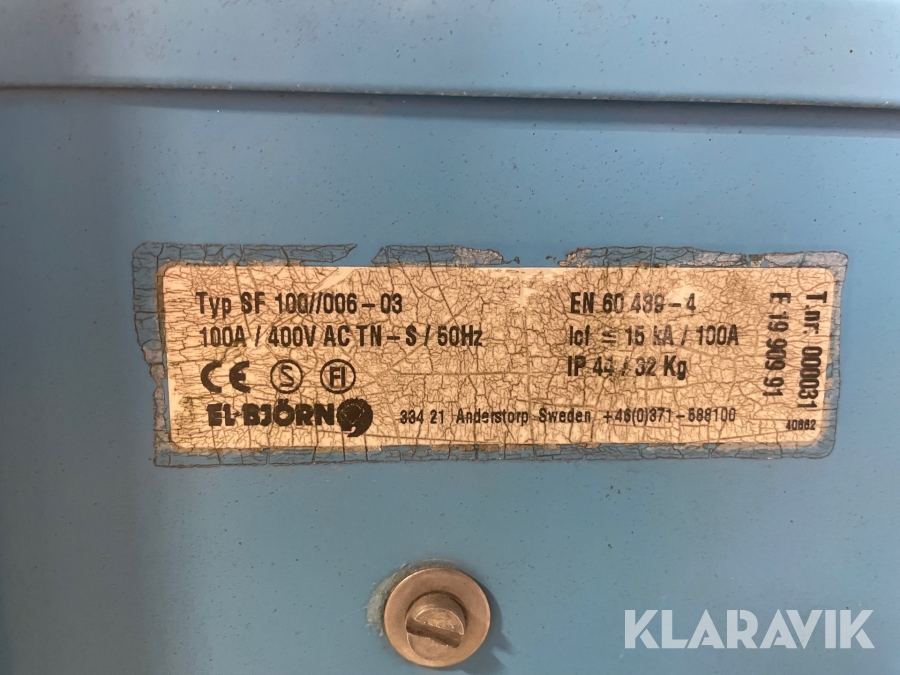 Typ SF 100//006-03
100A / 400V AC TN-S / 50Hz
CE S FI
EL-BJÖRN
EN 60 439-4
Icf ≤ 15 kA / 100A
IP 44 / 32 Kg
334 21 Anderstorp Sweden +46(0)371-588100
T.nr: 000031
E 19 909 91
40662
KLARAVIK